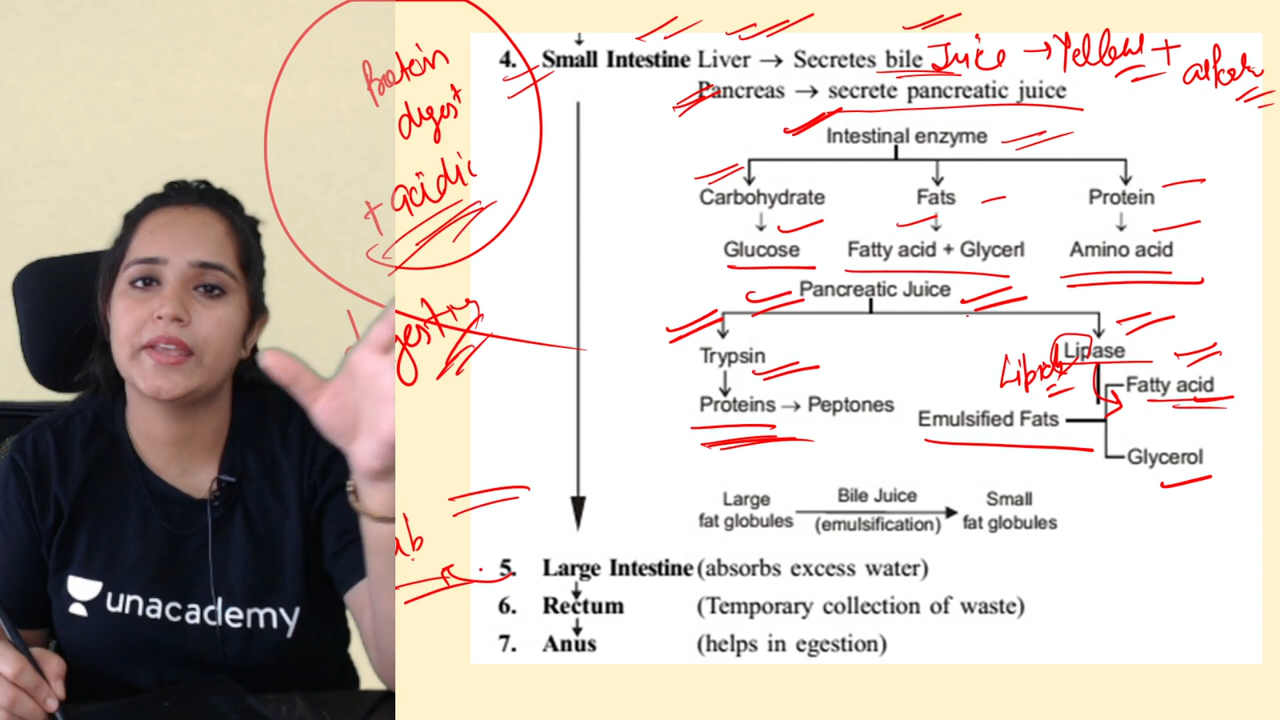 Protein
digest
+ acidic
4. Small Intestine Liver → Secretes bile Juice → Yellow +
Pancreas → secrete pancreatic juice
Intestinal enzyme
Carbohydrate Fats Protein
Glucose Fatty acid + Glycerl Amino acid
Pancreatic Juice
Trypsin Lipase
Fatty acid
Proteins → Peptones
Emulsified Fats
Glycerol
Large fat globules
Bile Juice
(emulsification)
Small fat globules
5. Large Intestine (absorbs excess water)
6. Rectum (Temporary collection of waste)
7. Anus (helps in egestion)
unacademy